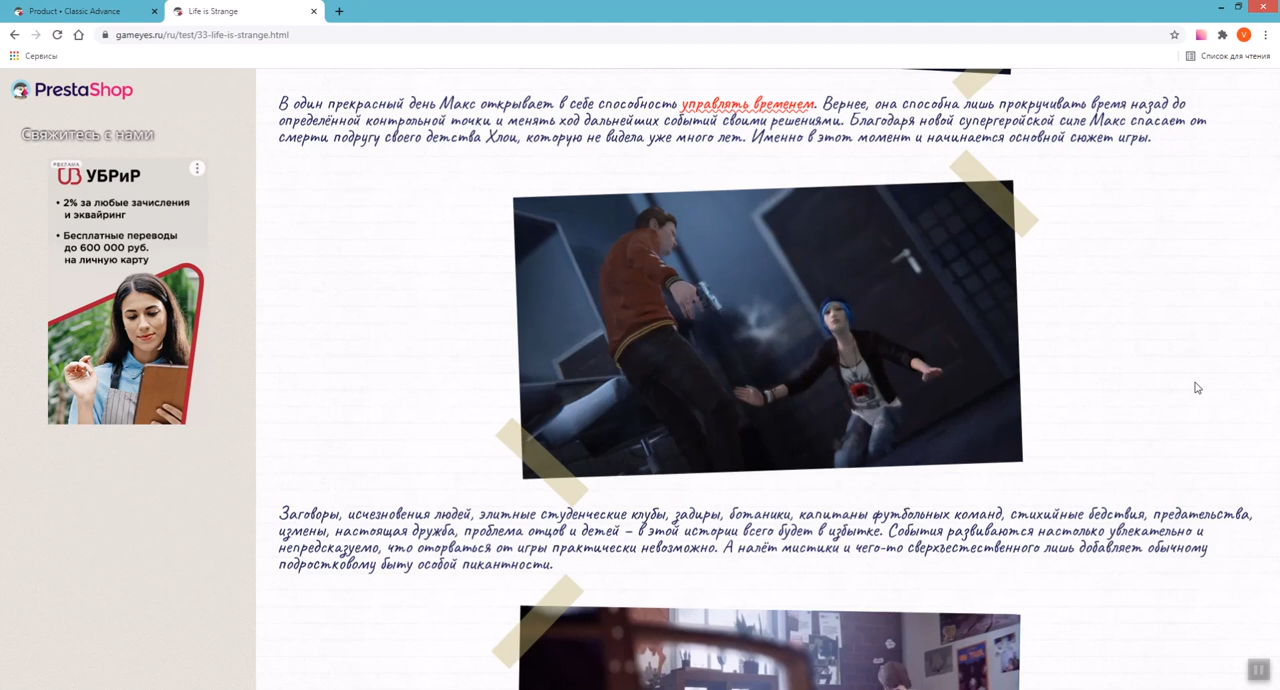 Product • Classic Advance
Life is Strange
gameyes.ru/ru/test/33-life-is-strange.html
V
Сервисы
Список для чтения
PrestaShop
Свяжитесь с нами
РЕКЛАМА
УБРиР
• 2% за любые зачисления
и эквайринг
• Бесплатные переводы
до 600 000 руб.
на личную карту
В один прекрасный день Макс открывает в себе способность управлять временем. Вернее, она способна лишь прокручивать время назад до
определённой контрольной точки и менять ход дальнейших событий своими решениями. Благодаря новой супергеройской силе Макс спасает от
смерти подругу своего детства Хлои, которую не видела уже много лет. Именно в этот момент и начинается основной сюжет игры.
Заговоры, исчезновения людей, элитные студенческие клубы, задиры, ботаники, капитаны футбольных команд, стихийные бедствия, предательства,
измены, настоящая дружба, проблема отцов и детей – в этой истории всего будет в избытке. События развиваются настолько увлекательно и
непредсказуемо, что оторваться от игры практически невозможно. А налёт мистики и чего-то сверхъестественного лишь добавляет обычному
подростковому быту особой пикантности.